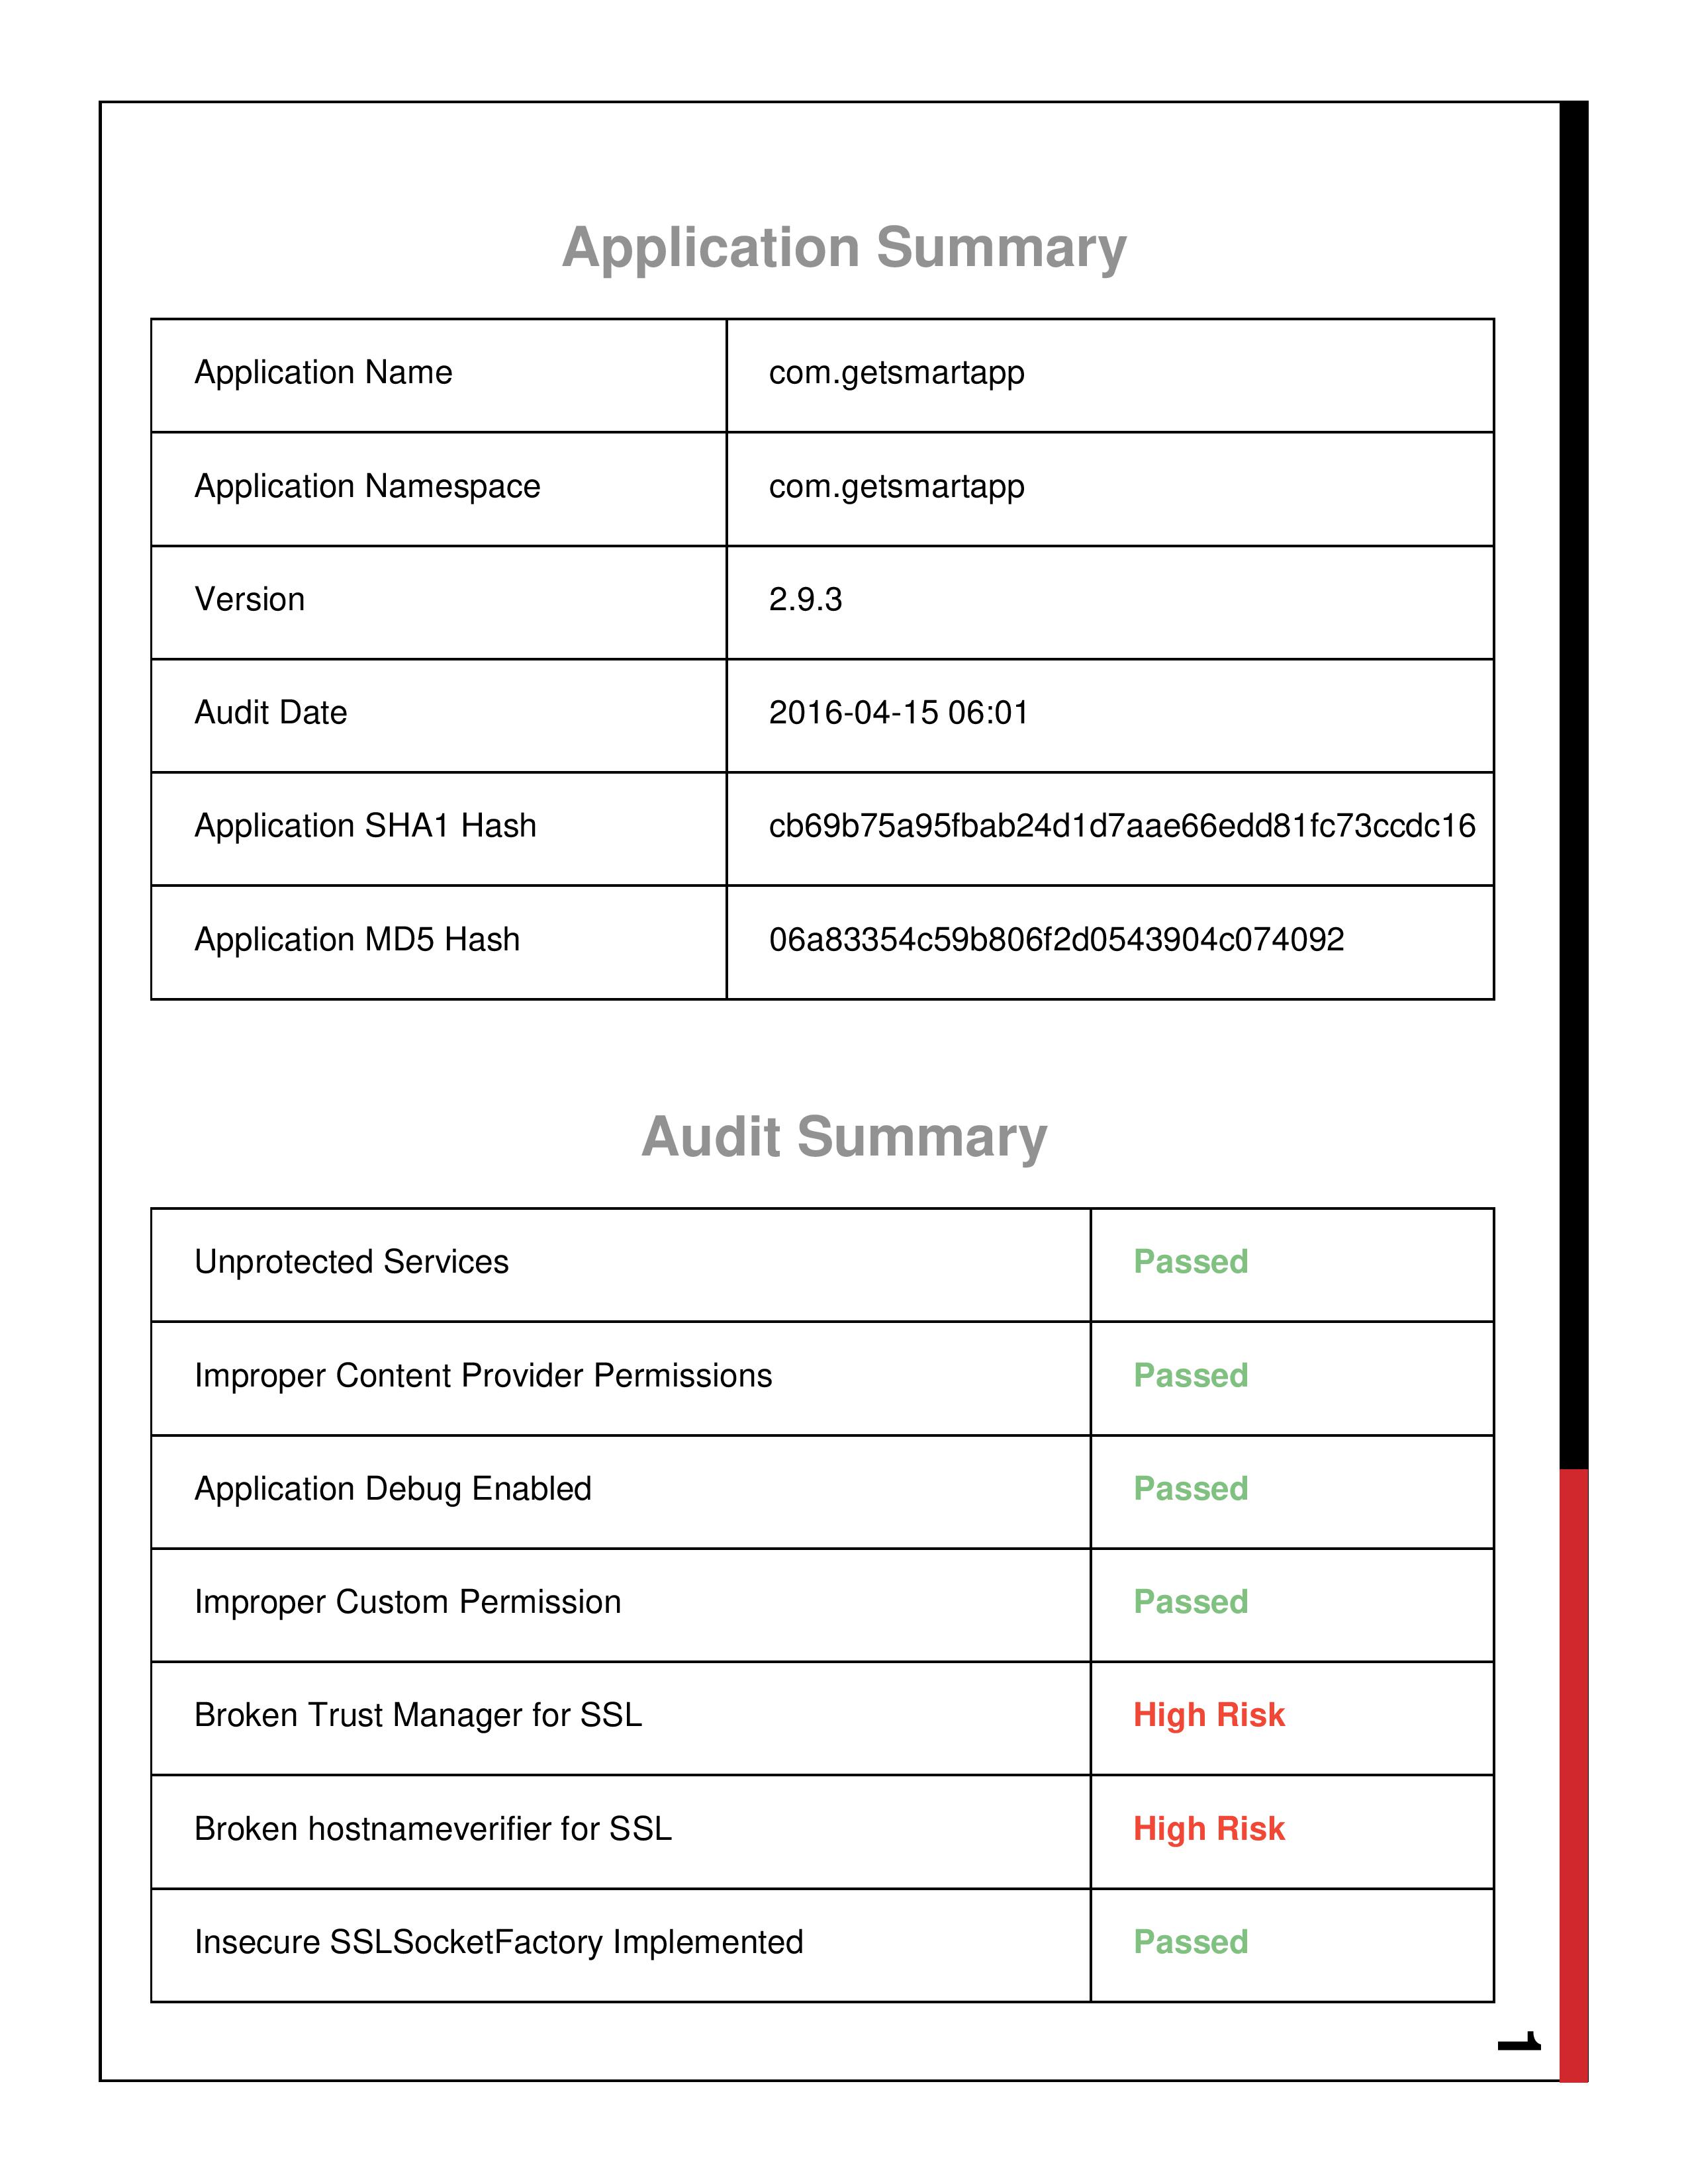 Application Summary
Application Name com.getsmartapp
Application Namespace com.getsmartapp
Version 2.9.3
Audit Date 2016-04-15 06:01
Application SHA1 Hash cb69b75a95fbab24d1d7aae66edd81fc73ccdc16
Application MD5 Hash 06a83354c59b806f2d0543904c074092
Audit Summary
Unprotected Services Passed
Improper Content Provider Permissions Passed
Application Debug Enabled Passed
Improper Custom Permission Passed
Broken Trust Manager for SSL High Risk
Broken hostnameverifier for SSL High Risk
Insecure SSLSocketFactory Implemented Passed
1